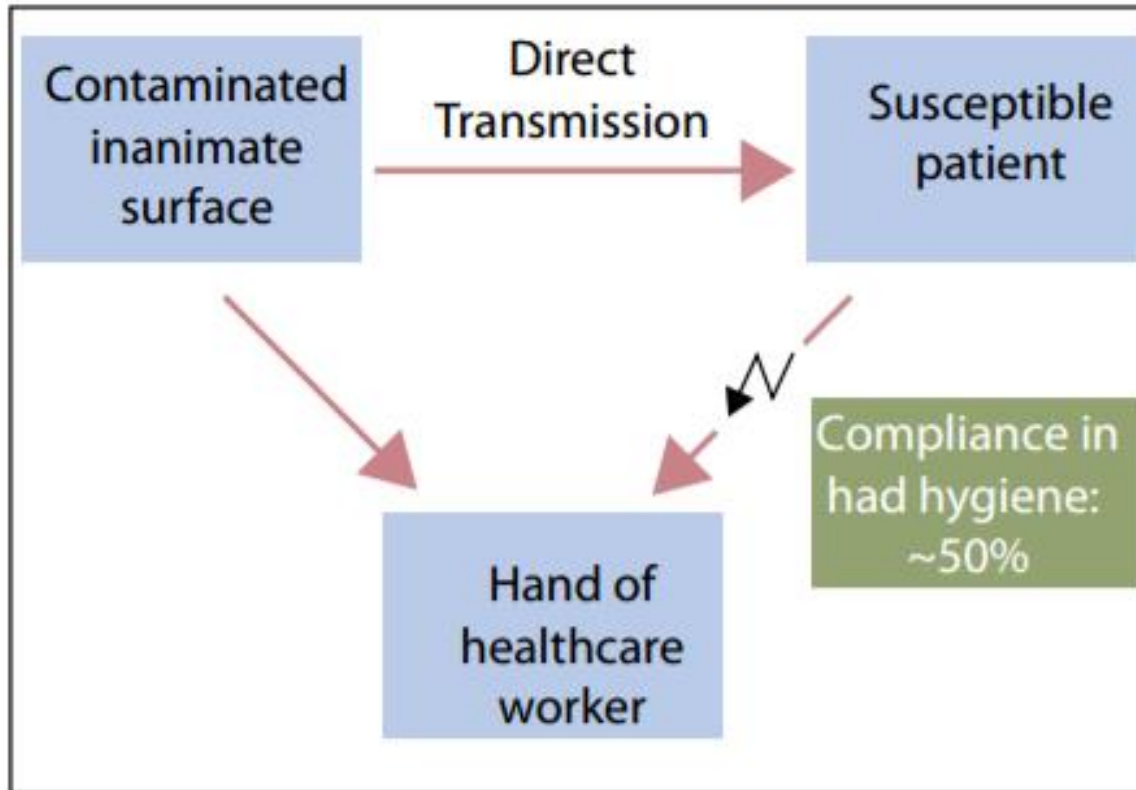 Contaminated
inanimate
surface
Direct
Transmission
Susceptible
patient
Compliance in
had hygiene:
~50%
Hand of
healthcare
worker